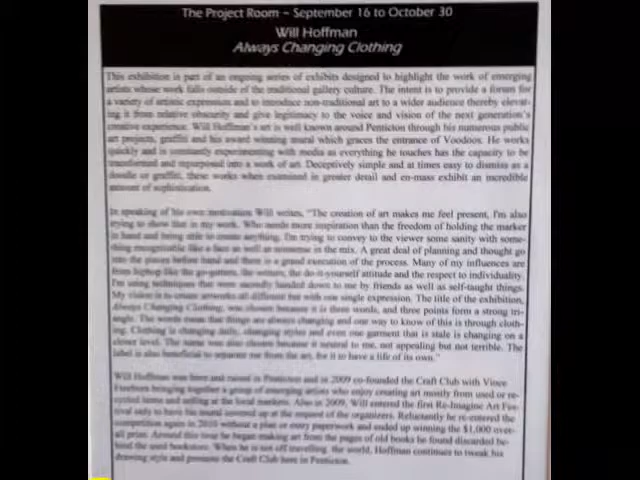 The Project Room – September 16 to October 30
Will Hoffman
Always Changing Clothing
This exhibition is part of an ongoing series of exhibits designed to highlight the work of emerging
artists whose work falls outside of the traditional gallery culture. The intent is to provide a forum for
a variety of artistic expression and to introduce non-traditional art to a wider audience thereby elevat-
ing it from relative obscurity and give legitimacy to the voice and vision of the next generation's
creative experience. Will Hoffman's art is well known around Penticton through his numerous public
art projects, graffiti and his award winning mural which graces the entrance of Voodoos. He works
quickly and is constantly experimenting with media as everything he touches has the capacity to be
transformed and repurposed into a work of art. Deceptively simple and at times easy to dismiss as a
doodle or graffiti, these works when examined in greater detail and en-mass exhibit an incredible
amount of sophistication.
In speaking of his own motivation Will writes, "The creation of art makes me feel present, I'm also
trying to show that in my work. Who needs more inspiration than the freedom of holding the marker
in hand and being able to create anything. I'm trying to convey to the viewer some sanity with some-
thing recognizable like a face as well as nonsense in the mix. A great deal of planning and thought go
into the pieces before hand and there is a grand execution of the process. Many of my influences are
from hiphop like the go-getters, the writers, the do-it-yourself attitude and the respect to individuality.
I'm using techniques that were secretly handed down to me by friends as well as self-taught things.
My vision is to create artworks all different but with one single expression. The title of the exhibition,
Always Changing Clothing, was chosen because it is three words, and three points form a strong tri-
angle. The words mean that things are always changing and one way to know of this is through cloth-
ing. Clothing is changing daily, changing styles and even one garment that is stale is changing on a
closer level. The name was also chosen because it neutral to me, not appealing but not terrible. The
label is also beneficial to separate me from the art, for it to have a life of its own."
Will Hoffman was born and raised in Penticton and in 2009 co-founded the Craft Club with Vince
bringing together a group of emerging artists who enjoy creating art mostly from used or re-
cycled items and selling at the local markets. Also in 2009, Will entered the first Re-Imagine Art Fes-
tival only to have his mural covered up at the request of the organizers. Reluctantly he re-entered the
competition again in 2010 without a plan or entry paperwork and ended up winning the $1,000 over-
all prize. Around this time he began making art from the pages of old books he found discarded be-
hind the used bookstore. When he is not off travelling the world, Hoffman continues to tweak his
drawing style and promote the Craft Club here in Penticton.